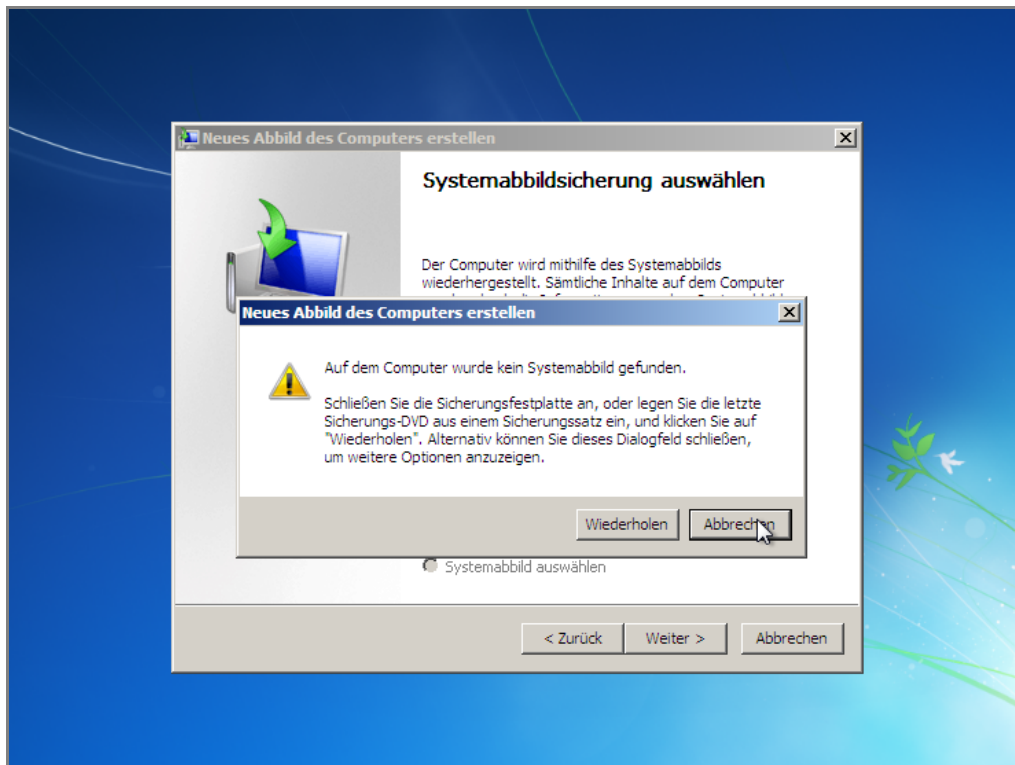 Neues Abbild des Computers erstellen
Systemabbildsicherung auswählen
Der Computer wird mithilfe des Systemabbilds
wiederhergestellt. Sämtliche Inhalte auf dem Computer
Neues Abbild des Computers erstellen
Auf dem Computer wurde kein Systemabbild gefunden.
Schließen Sie die Sicherungsfestplatte an, oder legen Sie die letzte
Sicherungs-DVD aus einem Sicherungssatz ein, und klicken Sie auf
"Wiederholen". Alternativ können Sie dieses Dialogfeld schließen,
um weitere Optionen anzuzeigen.
Wiederholen
Abbrechen
Systemabbild auswählen
< Zurück
Weiter >
Abbrechen